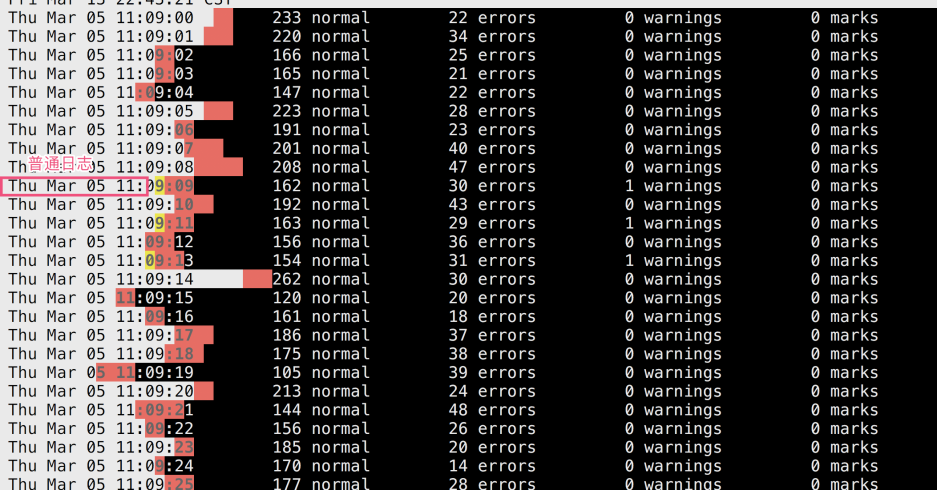 Fri Mar 13 22:45:21 CST
Thu Mar 05 11:09:00 233 normal 22 errors 0 warnings 0 marks
Thu Mar 05 11:09:01 220 normal 34 errors 0 warnings 0 marks
Thu Mar 05 11:09:02 166 normal 25 errors 0 warnings 0 marks
Thu Mar 05 11:09:03 165 normal 21 errors 0 warnings 0 marks
Thu Mar 05 11:09:04 147 normal 22 errors 0 warnings 0 marks
Thu Mar 05 11:09:05 223 normal 28 errors 0 warnings 0 marks
Thu Mar 05 11:09:06 191 normal 23 errors 0 warnings 0 marks
Thu Mar 05 11:09:07 201 normal 40 errors 0 warnings 0 marks
普通日志
Thu Mar 05 11:09:08 208 normal 47 errors 0 warnings 0 marks
Thu Mar 05 11:09:09 162 normal 30 errors 1 warnings 0 marks
Thu Mar 05 11:09:10 192 normal 43 errors 0 warnings 0 marks
Thu Mar 05 11:09:11 163 normal 29 errors 1 warnings 0 marks
Thu Mar 05 11:09:12 156 normal 36 errors 0 warnings 0 marks
Thu Mar 05 11:09:13 154 normal 31 errors 1 warnings 0 marks
Thu Mar 05 11:09:14 262 normal 30 errors 0 warnings 0 marks
Thu Mar 05 11:09:15 120 normal 20 errors 0 warnings 0 marks
Thu Mar 05 11:09:16 161 normal 18 errors 0 warnings 0 marks
Thu Mar 05 11:09:17 186 normal 37 errors 0 warnings 0 marks
Thu Mar 05 11:09:18 175 normal 38 errors 0 warnings 0 marks
Thu Mar 05 11:09:19 105 normal 39 errors 0 warnings 0 marks
Thu Mar 05 11:09:20 213 normal 24 errors 0 warnings 0 marks
Thu Mar 05 11:09:21 144 normal 48 errors 0 warnings 0 marks
Thu Mar 05 11:09:22 156 normal 26 errors 0 warnings 0 marks
Thu Mar 05 11:09:23 185 normal 20 errors 0 warnings 0 marks
Thu Mar 05 11:09:24 170 normal 14 errors 0 warnings 0 marks
Thu Mar 05 11:09:25 177 normal 28 errors 0 warnings 0 marks